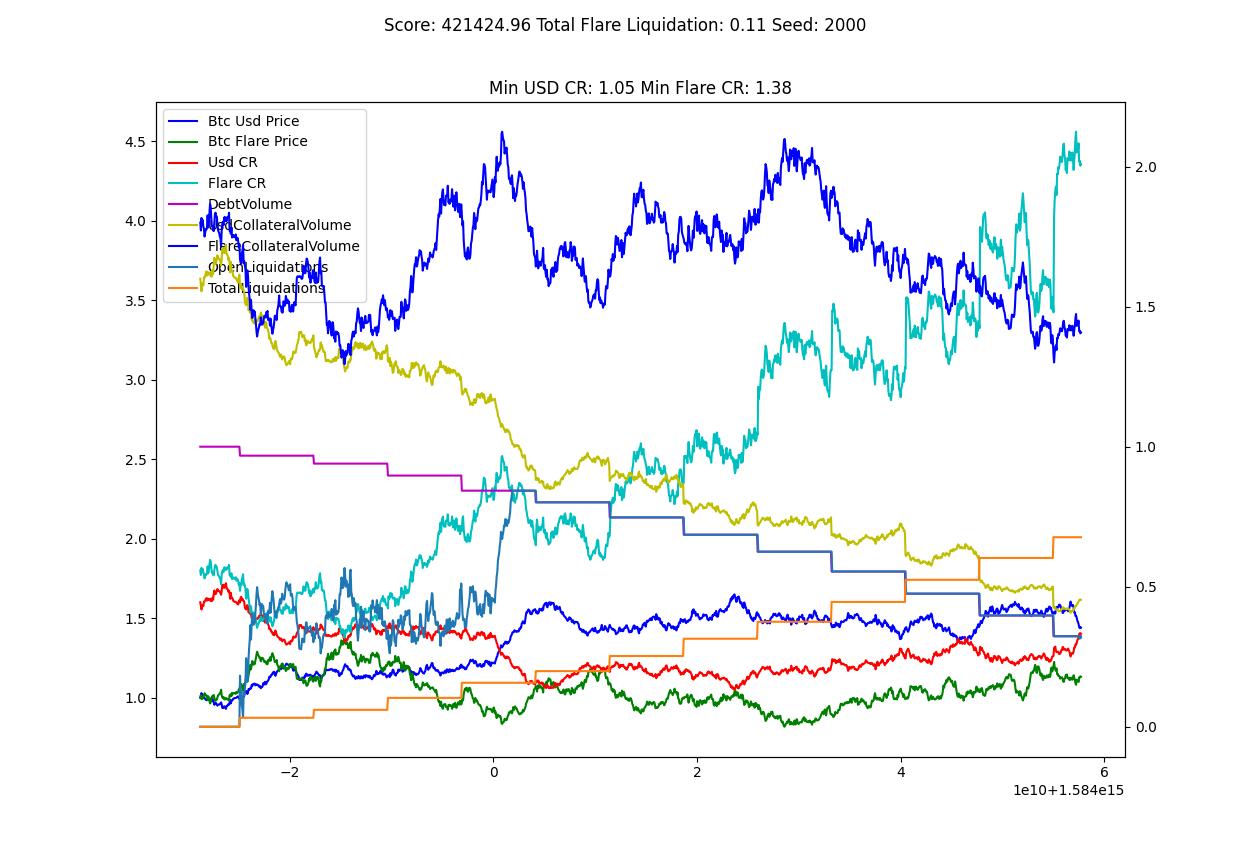 Score: 421424.96 Total Flare Liquidation: 0.11 Seed: 2000
Min USD CR: 1.05 Min Flare CR: 1.38
Btc Usd Price
Btc Flare Price
Usd CR
Flare CR
DebtVolume
UsdCollateralVolume
FlareCollateralVolume
OpenLiquidations
TotalLiquidations
4.5
4.0
3.5
3.0
2.5
2.0
1.5
1.0
2.0
1.5
1.0
0.5
0.0
−2
0
2
4
6
1e10+1.584e15